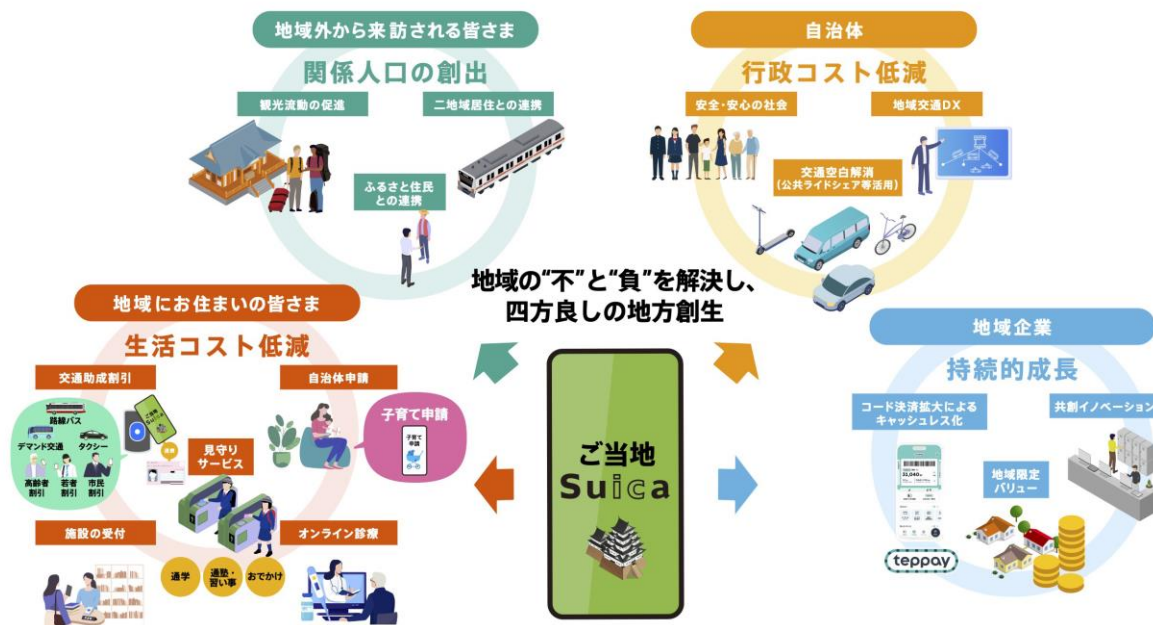 地域外から来訪される皆さま
関係人口の創出
観光流動の促進
二地域居住との連携
ふるさと住民
との連携
自治体
行政コスト低減
安全・安心の社会
地域交通DX
交通空白解消
(公共ライドシェア等活用)
地域の“不”と“負”を解決し、
四方良しの地方創生
地域にお住まいの皆さま
生活コスト低減
交通助成割引
自治体申請
路線バス
デマンド交通
タクシー
高齢者
割引
若者
割引
市民
割引
ご当地
Suica
見守り
サービス
子育て申請
子育て
申請
施設の受付
オンライン診療
通学
通塾・
習い事
おでかけ
ご当地
Suica
地域企業
持続的成長
コード決済拡大による
キャッシュレス化
共創イノベーション
地域限定
バリュー
teppay